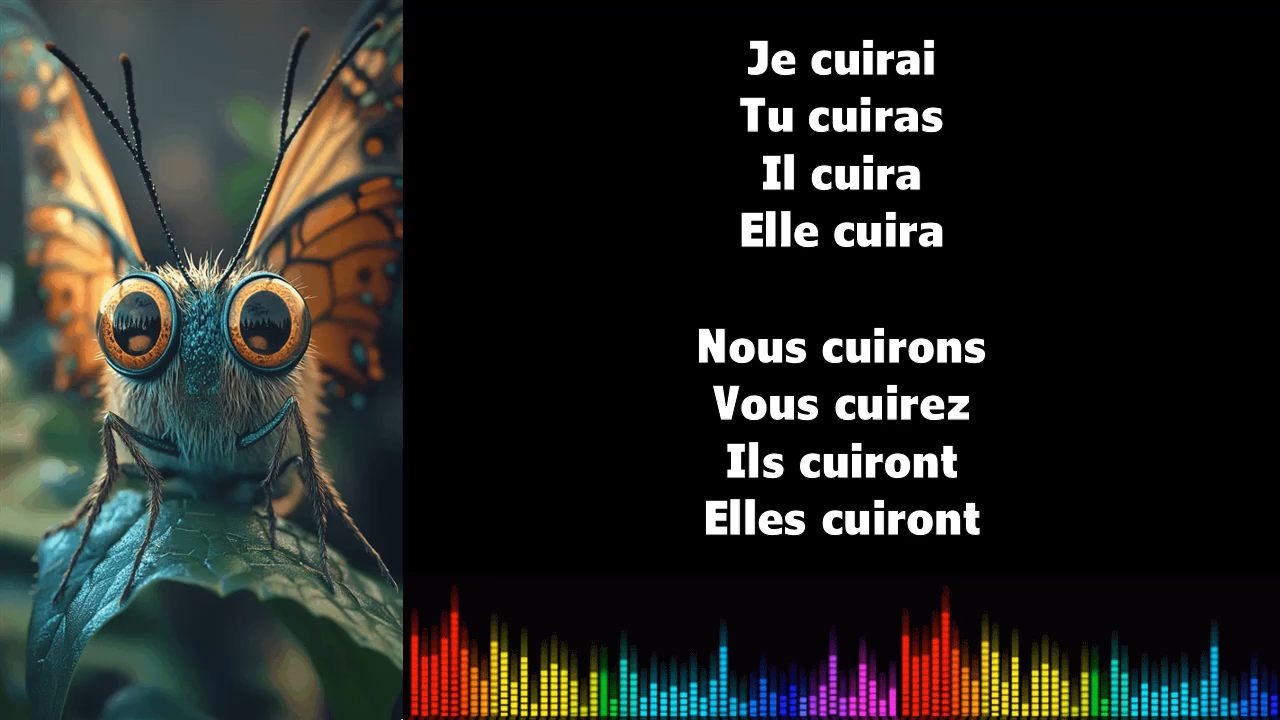 Je cuirai
Tu cuiras
Il cuira
Elle cuira
Nous cuirons
Vous cuirez
Ils cuiront
Elles cuiront